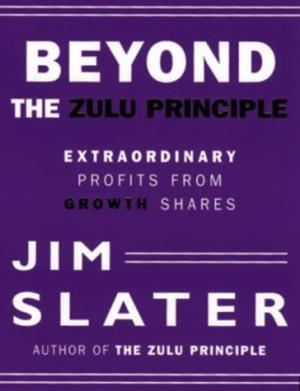 BEYOND
THE ZULU PRINCIPLE
EXTRAORDINARY
PROFITS FROM
GROWTH SHARES
JIM
SLATER
AUTHOR OF THE ZULU PRINCIPLE